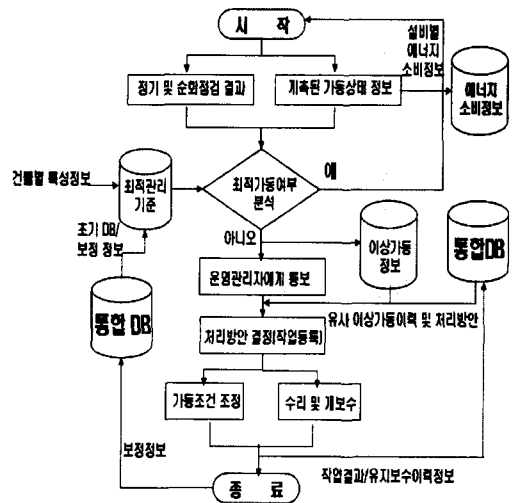 시 작
설비별
에너지
소비정보
정기 및 순회점검 결과
계측된 가동상태 정보
에너지
소비정보
건물별 특성정보
최적관리
기준
최적가동여부
분석
예
초기 DB/
보정 정보
아니오
이상가동
정보
통합DB
운영관리자에게 통보
통합 DB
유사 이상가동이력 및 처리방안
처리방안 결정(작업등록)
가동조건 조정
수리 및 개보수
보정정보
작업결과/유지보수이력정보
종 료